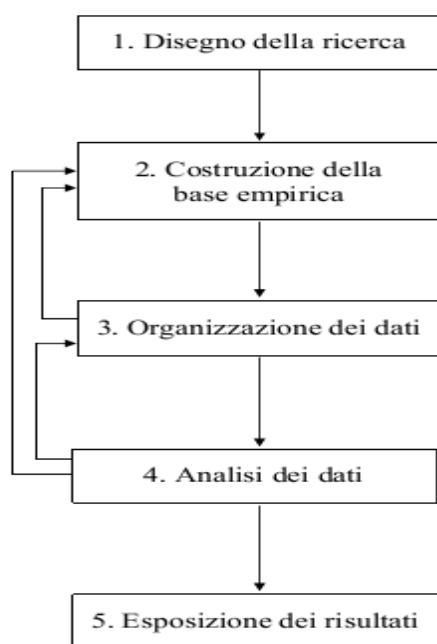 1. Disegno della ricerca
2. Costruzione della
base empirica
3. Organizzazione dei dati
4. Analisi dei dati
5. Esposizione dei risultati